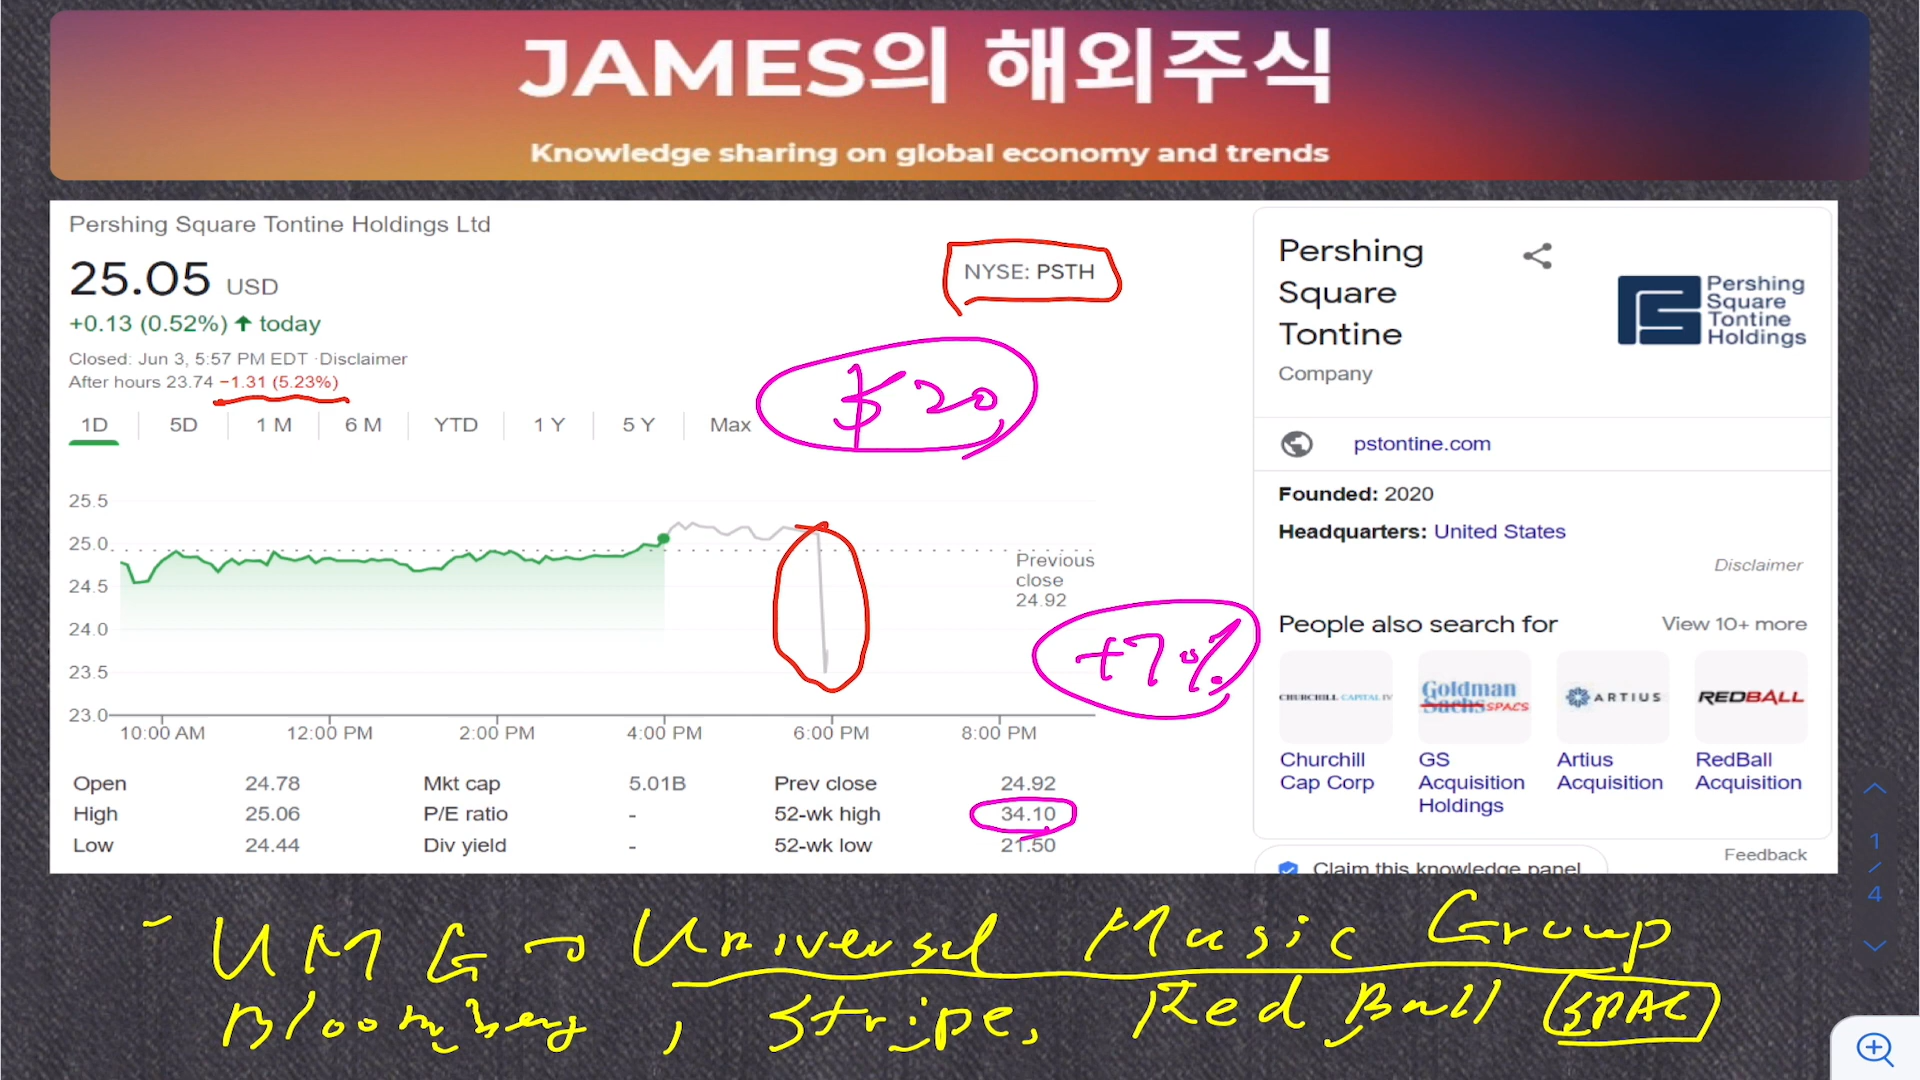 JAMES의 해외주식
Knowledge sharing on global economy and trends
Pershing Square Tontine Holdings Ltd
25.05 USD
NYSE: PSTH
+0.13 (0.52%) ↑ today
Closed: Jun 3, 5:57 PM EDT ·Disclaimer
After hours 23.74 −1.31 (5.23%)
$20
1D 5D 1 M 6 M YTD 1 Y 5 Y Max
25.5
25.0
24.5
24.0
23.5
23.0
Previous
close
24.92
+7%
10:00 AM 12:00 PM 2:00 PM 4:00 PM 6:00 PM 8:00 PM
Open 24.78 Mkt cap 5.01B Prev close 24.92
High 25.06 P/E ratio - 52-wk high 34.10
Low 24.44 Div yield - 52-wk low 21.50
Pershing
Square
Tontine
Company
Pershing
Square
Tontine
Holdings
pstontine.com
Founded: 2020
Headquarters: United States
Disclaimer
People also search for View 10+ more
CHURCHILL CAPITAL IV
Goldman
Sachs SPACS
ARTIUS
REDBALL
Churchill
Cap Corp
GS
Acquisition
Holdings
Artius
Acquisition
RedBall
Acquisition
Feedback
Claim this knowledge panel
1
/
4
- UMG → Universal Music Group
Bloomberg, Stripe, Red Ball (SPAC)